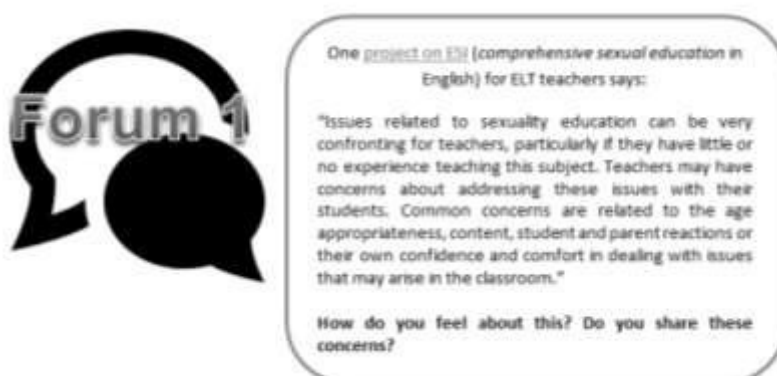 Forum 1
One project on ESI (comprehensive sexual education in
English) for ELT teachers says:
"Issues related to sexuality education can be very
confronting for teachers, particularly if they have little or
no experience teaching this subject. Teachers may have
concerns about addressing these issues with their
students. Common concerns are related to the age
appropriateness, content, student and parent reactions or
their own confidence and comfort in dealing with issues
that may arise in the classroom."
How do you feel about this? Do you share these
concerns?